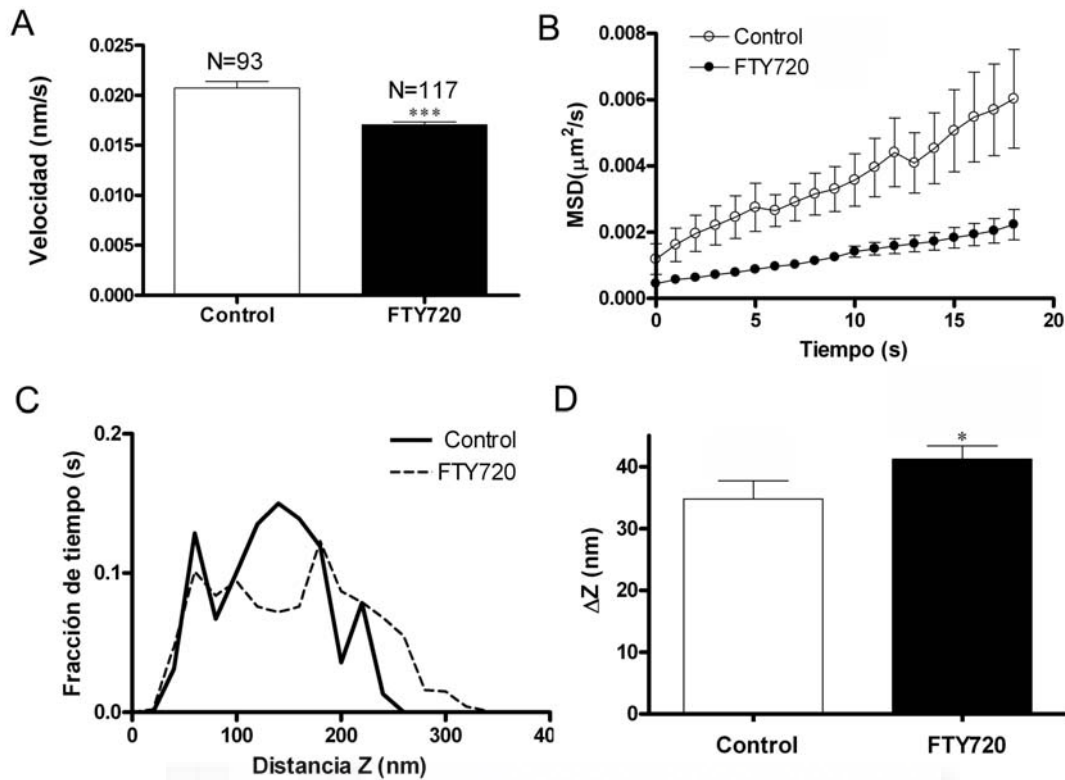 A
Velocidad (nm/s)
0.025
0.020
0.015
0.010
0.005
0.000
N=93
N=117
***
Control
FTY720
B
Control
FTY720
MSD(μm²/s)
0.008
0.006
0.004
0.002
0.000
0
5
10
15
20
Tiempo (s)
C
Control
FTY720
Fracción de tiempo (s)
0.2
0.1
0.0
0
100
200
300
40
Distancia Z (nm)
D
*
ΔZ (nm)
40
30
20
10
0
Control
FTY720